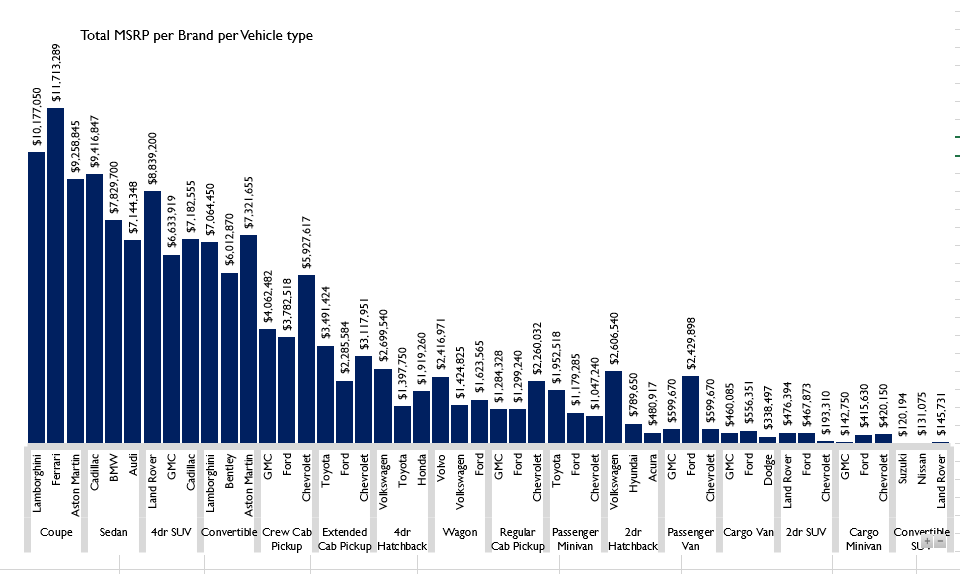 Total MSRP per Brand per Vehicle type
$10,177,050
$11,713,289
$9,258,845
$9,416,847
$7,829,700
$7,144,348
$8,839,200
$6,633,919
$7,182,555
$7,064,450
$6,012,870
$7,321,655
$4,062,482
$3,782,518
$5,927,617
$3,491,424
$2,285,584
$3,117,951
$2,699,540
$1,397,750
$1,919,260
$2,416,971
$1,424,825
$1,623,565
$1,284,328
$1,299,240
$2,260,032
$1,952,518
$1,179,285
$1,047,240
$2,606,540
$789,650
$480,917
$599,670
$2,429,898
$599,670
$460,085
$556,351
$338,497
$476,394
$467,873
$193,310
$142,750
$415,630
$420,150
$120,194
$131,075
$145,731
Lamborghini
Ferrari
Aston Martin
Cadillac
BMW
Audi
Land Rover
GMC
Cadillac
Lamborghini
Bentley
Aston Martin
GMC
Ford
Chevrolet
Toyota
Ford
Chevrolet
Volkswagen
Toyota
Honda
Volvo
Volkswagen
Ford
GMC
Ford
Chevrolet
Toyota
Ford
Chevrolet
Volkswagen
Hyundai
Acura
GMC
Ford
Chevrolet
GMC
Ford
Dodge
Land Rover
Ford
Chevrolet
GMC
Ford
Chevrolet
Suzuki
Nissan
Land Rover
Coupe
Sedan
4dr SUV
Convertible
Crew Cab
Pickup
Extended
Cab Pickup
4dr
Hatchback
Wagon
Regular
Cab Pickup
Passenger
Minivan
2dr
Hatchback
Passenger
Van
Cargo Van
2dr SUV
Cargo
Minivan
Convertible
SUV